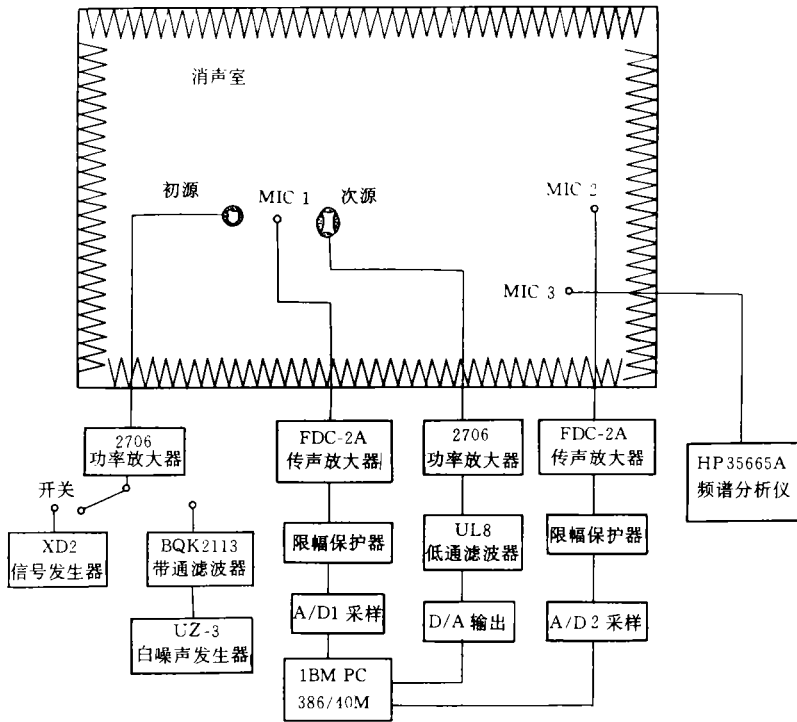 消声室
初源
MIC 1
次源
MIC 2
MIC 3
2706
功率放大器
FDC-2A
传声放大器
2706
功率放大器
FDC-2A
传声放大器
HP35665A
频谱分析仪
开关
XD2
信号发生器
BQK2113
带通滤波器
限幅保护器
UL8
低通滤波器
限幅保护器
UZ-3
白噪声发生器
A/D1 采样
D/A 输出
A/D2 采样
1BM PC
386/40M